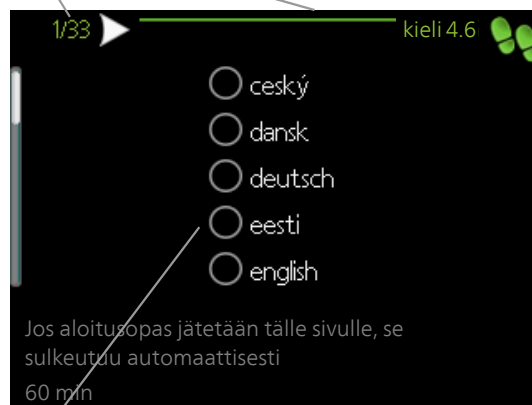 1/33
kieli 4.6
ceský
dansk
deutsch
eesti
english
Jos aloitusopas jätetään tälle sivulle, se
sulkeutuu automaattisesti
60 min